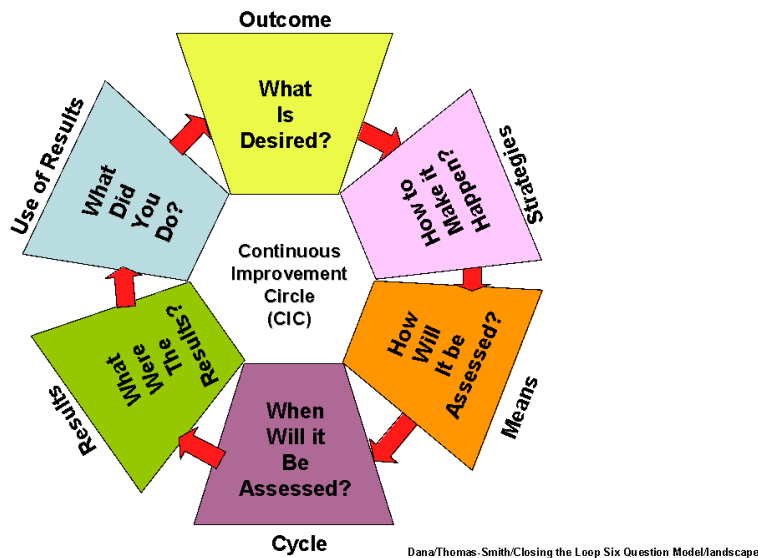 Outcome
What
Is
Desired?
Strategies
How to
Make it
Happen?
Means
How
Will
It be
Assessed?
Cycle
When
Will it
Be
Assessed?
Results
What
Were
The
Results?
Use of Results
What
Did
You
Do?
Continuous
Improvement
Circle
(CIC)
Dana/Thomas-Smith/Closing the Loop Six Question Model/landscape